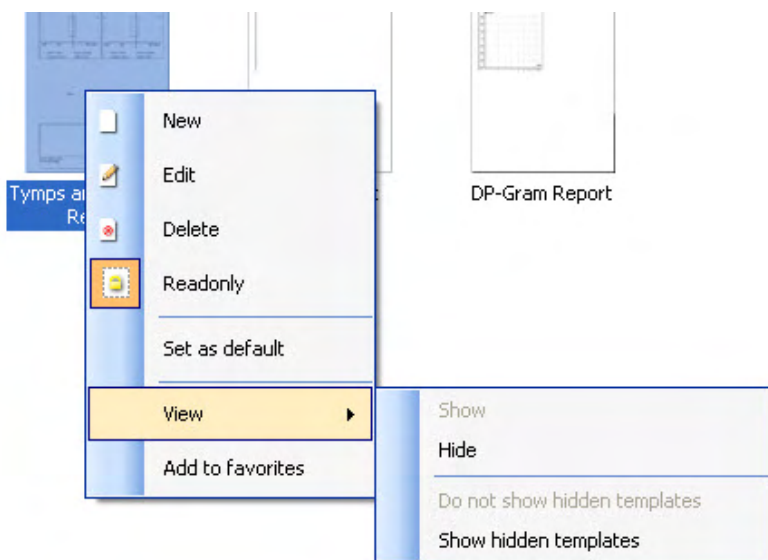 New
Edit
Delete
Readonly
Set as default
View
Add to favorites
Show
Hide
Do not show hidden templates
Show hidden templates
Tymps
DP-Gram Report